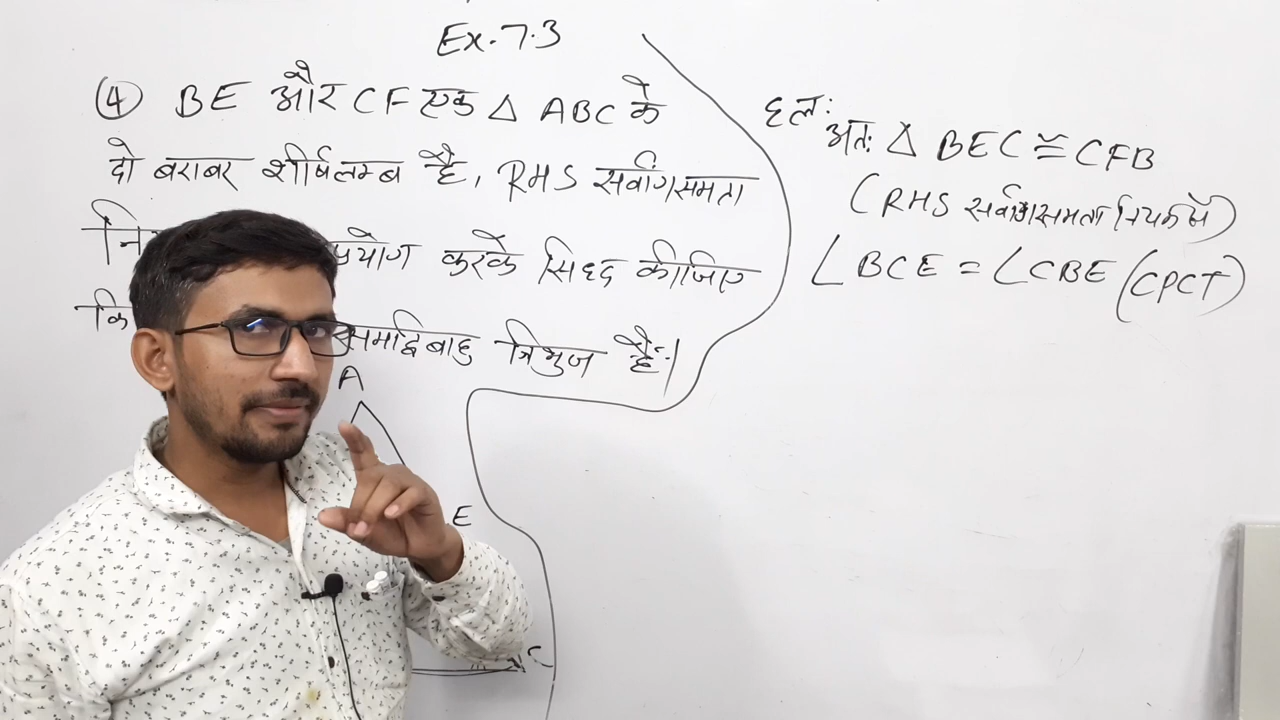 Ex. 7.3
④ BE और CF एक △ ABC के
दो बराबर शीर्षलम्ब है, RHS सर्वांगसमता
नि प्रयोग करके सिध्द कीजिए
कि समद्विबाहु त्रिभुज है।
A
E
C
हल:
अतः △ BEC ≅ CFB
(RHS सर्वांगसमता नियम से)
∠BCE = ∠CBE (CPCT)